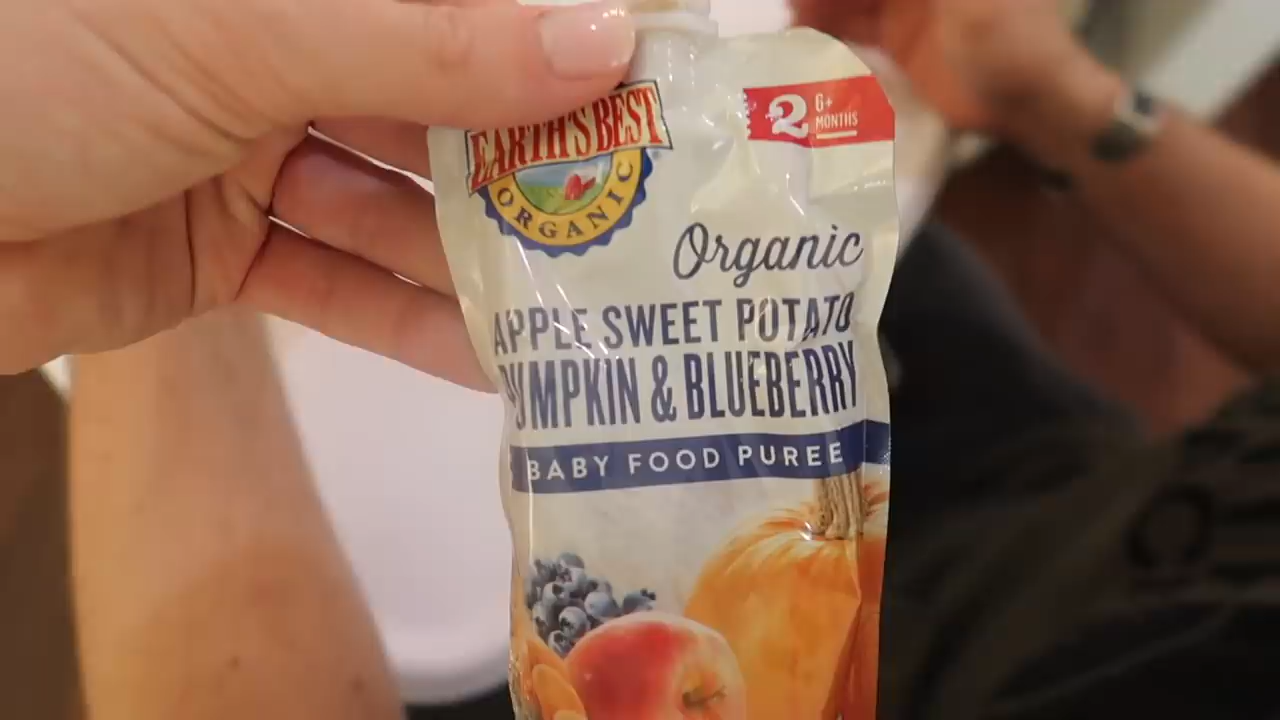 EARTH'S BEST
ORGANIC
2 6+
MONTHS
Organic
APPLE SWEET POTATO
PUMPKIN & BLUEBERRY
BABY FOOD PUREE